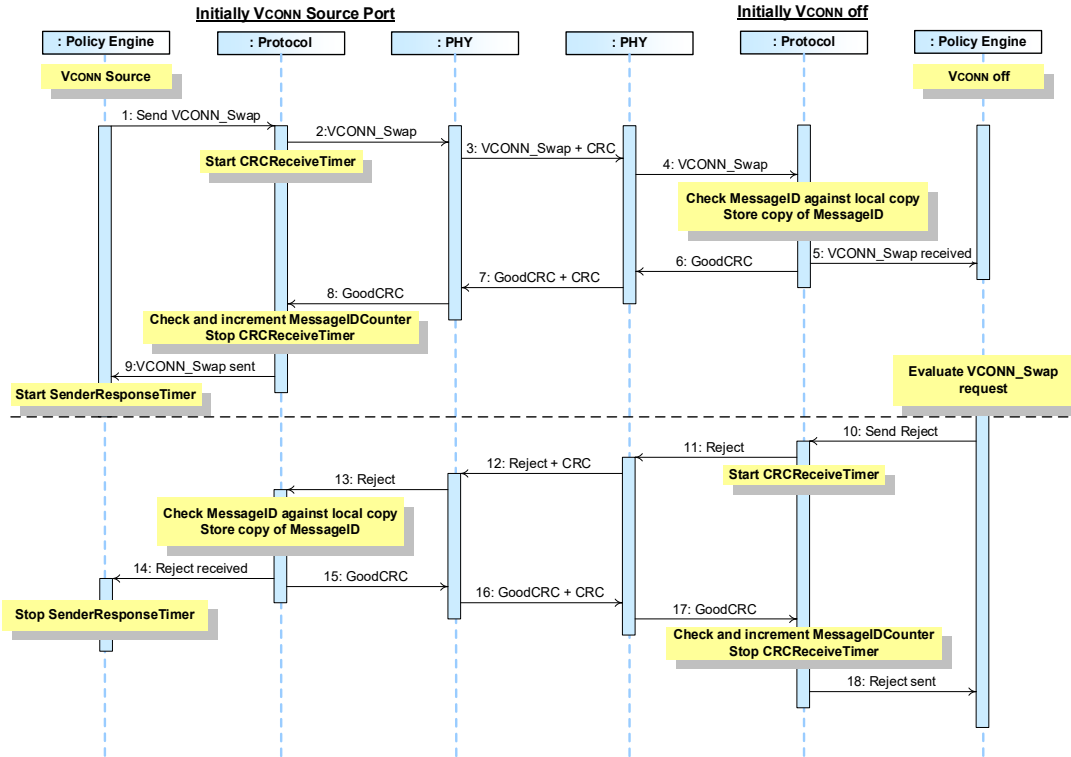 Initially VCONN Source Port
Initially VCONN off
: Policy Engine
: Protocol
: PHY
: PHY
: Protocol
: Policy Engine
VCONN Source
VCONN off
1: Send VCONN_Swap
2:VCONN_Swap
Start CRCReceiveTimer
3: VCONN_Swap + CRC
4: VCONN_Swap
Check MessageID against local copy
Store copy of MessageID
5: VCONN_Swap received
6: GoodCRC
7: GoodCRC + CRC
8: GoodCRC
Check and increment MessageIDCounter
Stop CRCReceiveTimer
9:VCONN_Swap sent
Start SenderResponseTimer
Evaluate VCONN_Swap
request
10: Send Reject
11: Reject
Start CRCReceiveTimer
12: Reject + CRC
13: Reject
Check MessageID against local copy
Store copy of MessageID
14: Reject received
15: GoodCRC
Stop SenderResponseTimer
16: GoodCRC + CRC
17: GoodCRC
Check and increment MessageIDCounter
Stop CRCReceiveTimer
18: Reject sent